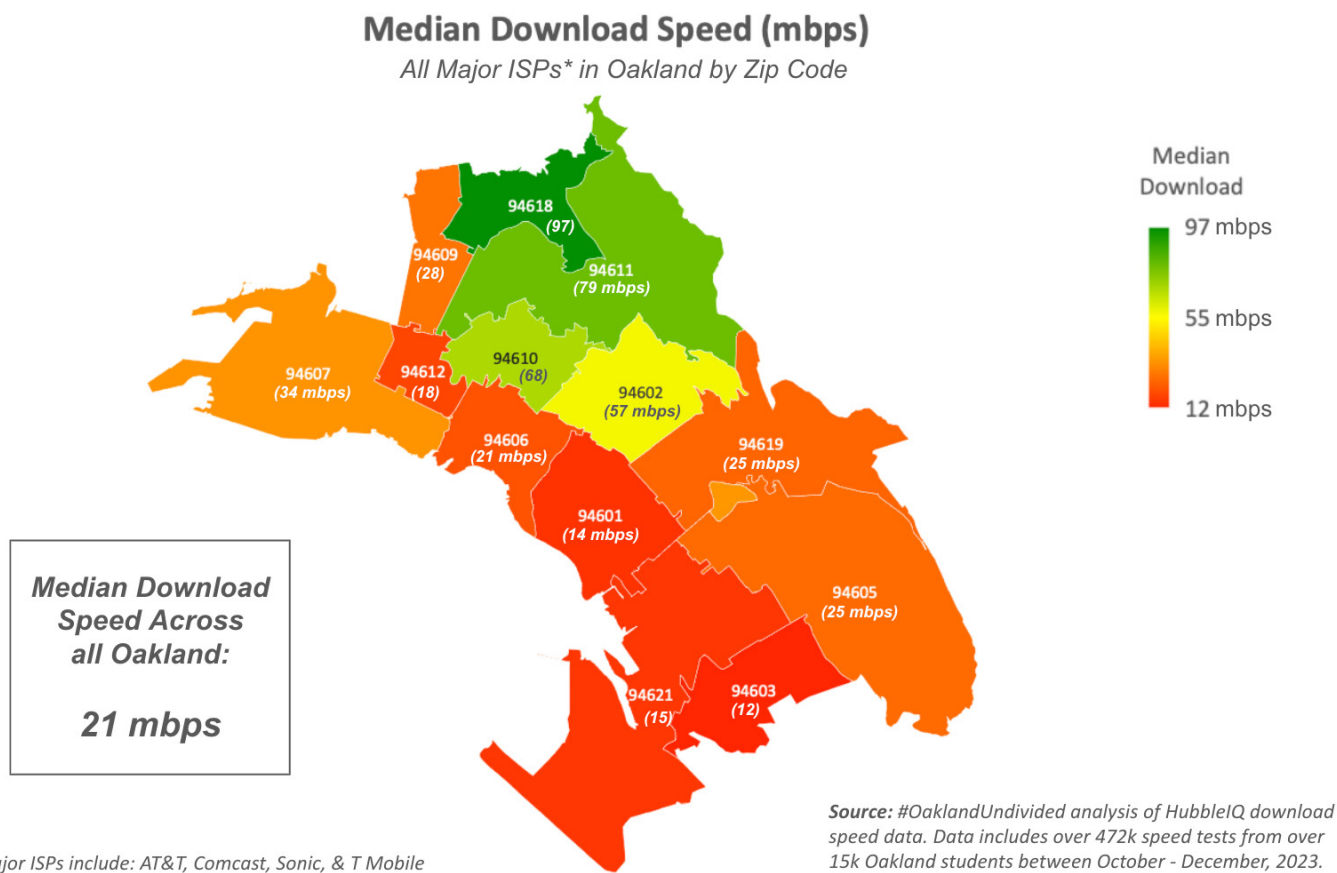 Median Download Speed (mbps)
All Major ISPs* in Oakland by Zip Code
Median
Download
97 mbps
55 mbps
12 mbps
94618
(97)
94609
(28)
94611
(79 mbps)
94610
(68)
94612
(18)
94607
(34 mbps)
94602
(57 mbps)
94606
(21 mbps)
94619
(25 mbps)
94601
(14 mbps)
94605
(25 mbps)
94621
(15)
94603
(12)
Median Download
Speed Across
all Oakland:
21 mbps
Source: #OaklandUndivided analysis of HubbleIQ download
speed data. Data includes over 472k speed tests from over
15k Oakland students between October - December, 2023.
jor ISPs include: AT&T, Comcast, Sonic, & T Mobile